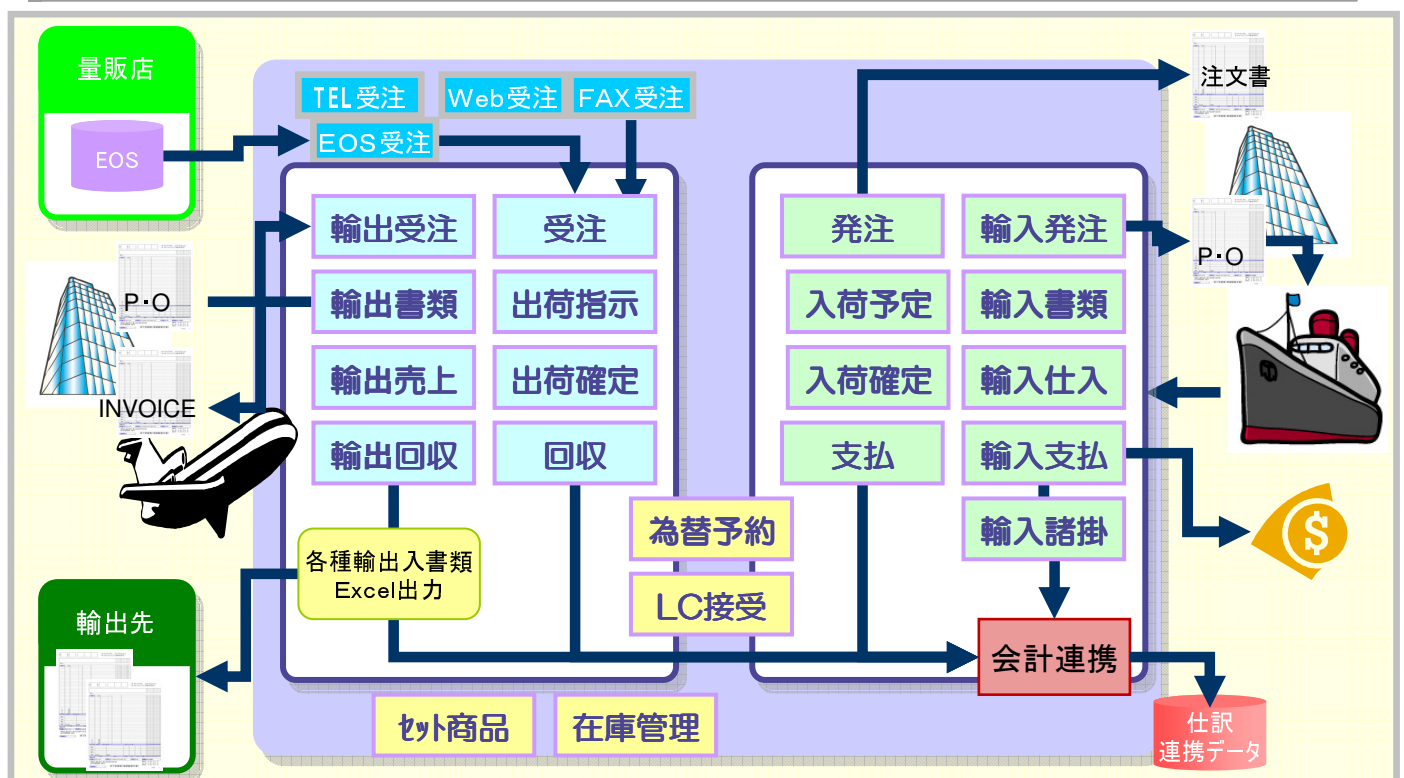 量販店
EOS
TEL受注
Web受注
FAX受注
EOS受注
注文書
輸出受注
受注
発注
輸入発注
P・O
P・O
輸出書類
出荷指示
入荷予定
輸入書類
輸出売上
出荷確定
入荷確定
輸入仕入
INVOICE
輸出回収
回収
支払
輸入支払
為替予約
輸入諸掛
$
各種輸出入書類
Excel出力
LC接受
輸出先
会計連携
ｾｯﾄ商品
在庫管理
仕訳
連携データ